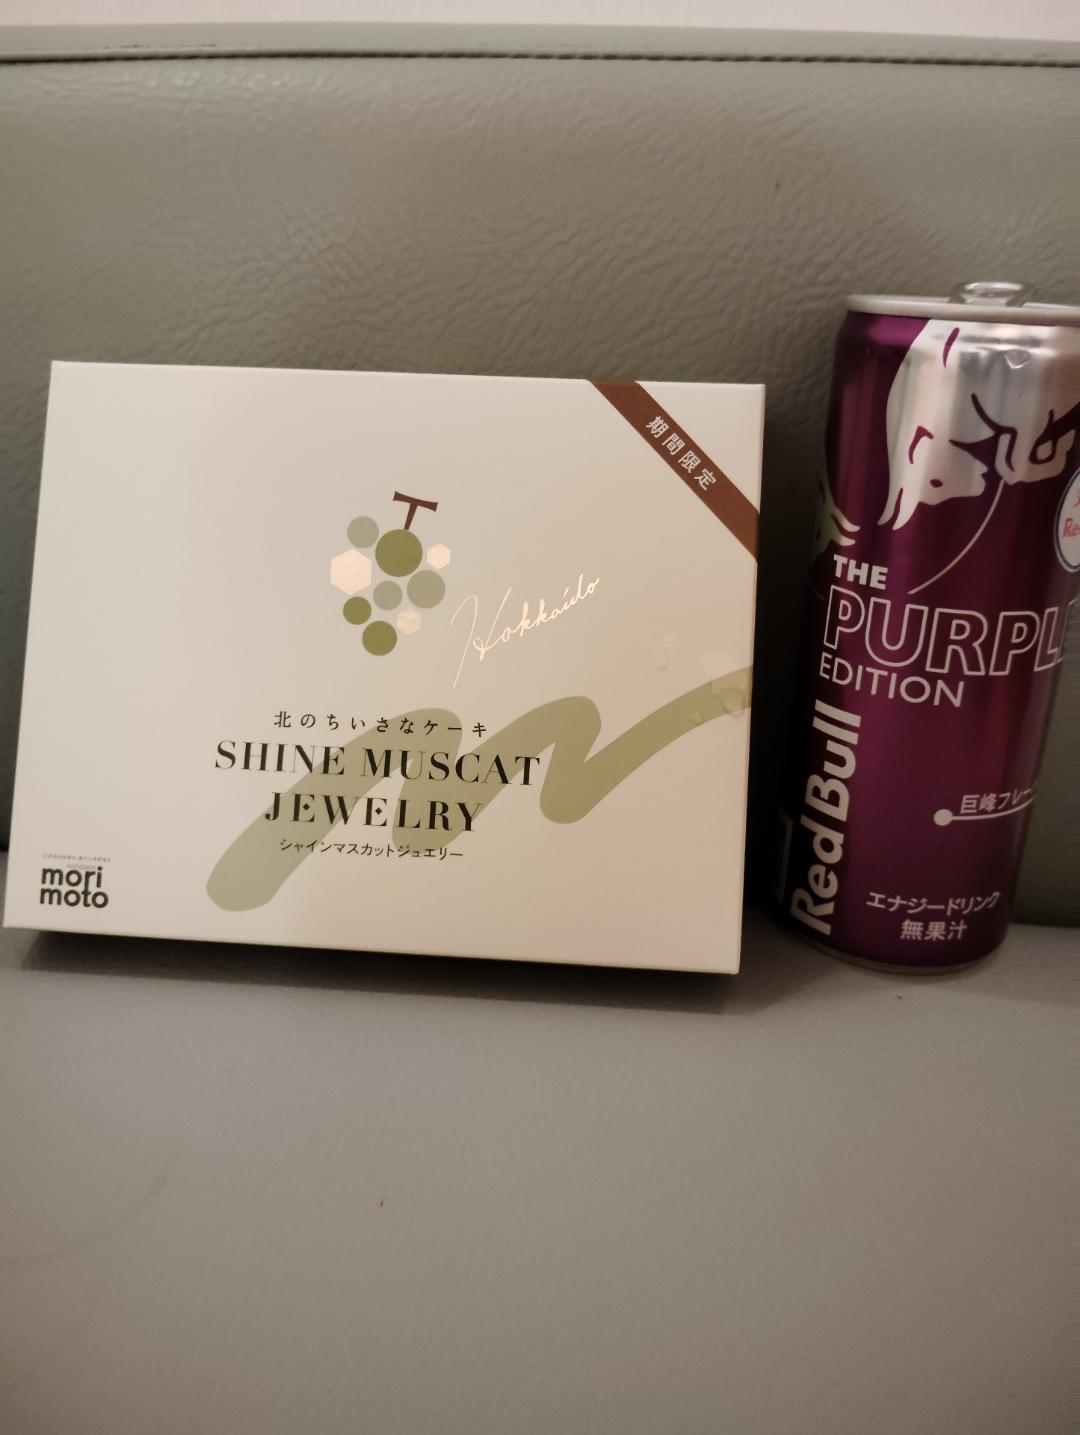 期間限定
Hokkaido
北のちいさなケーキ
SHINE MUSCAT
JEWELRY
シャインマスカットジュエリー
mori
moto
THE
PURPL
EDITION
Red Bull
巨峰フレー
エナジードリンク
無果汁